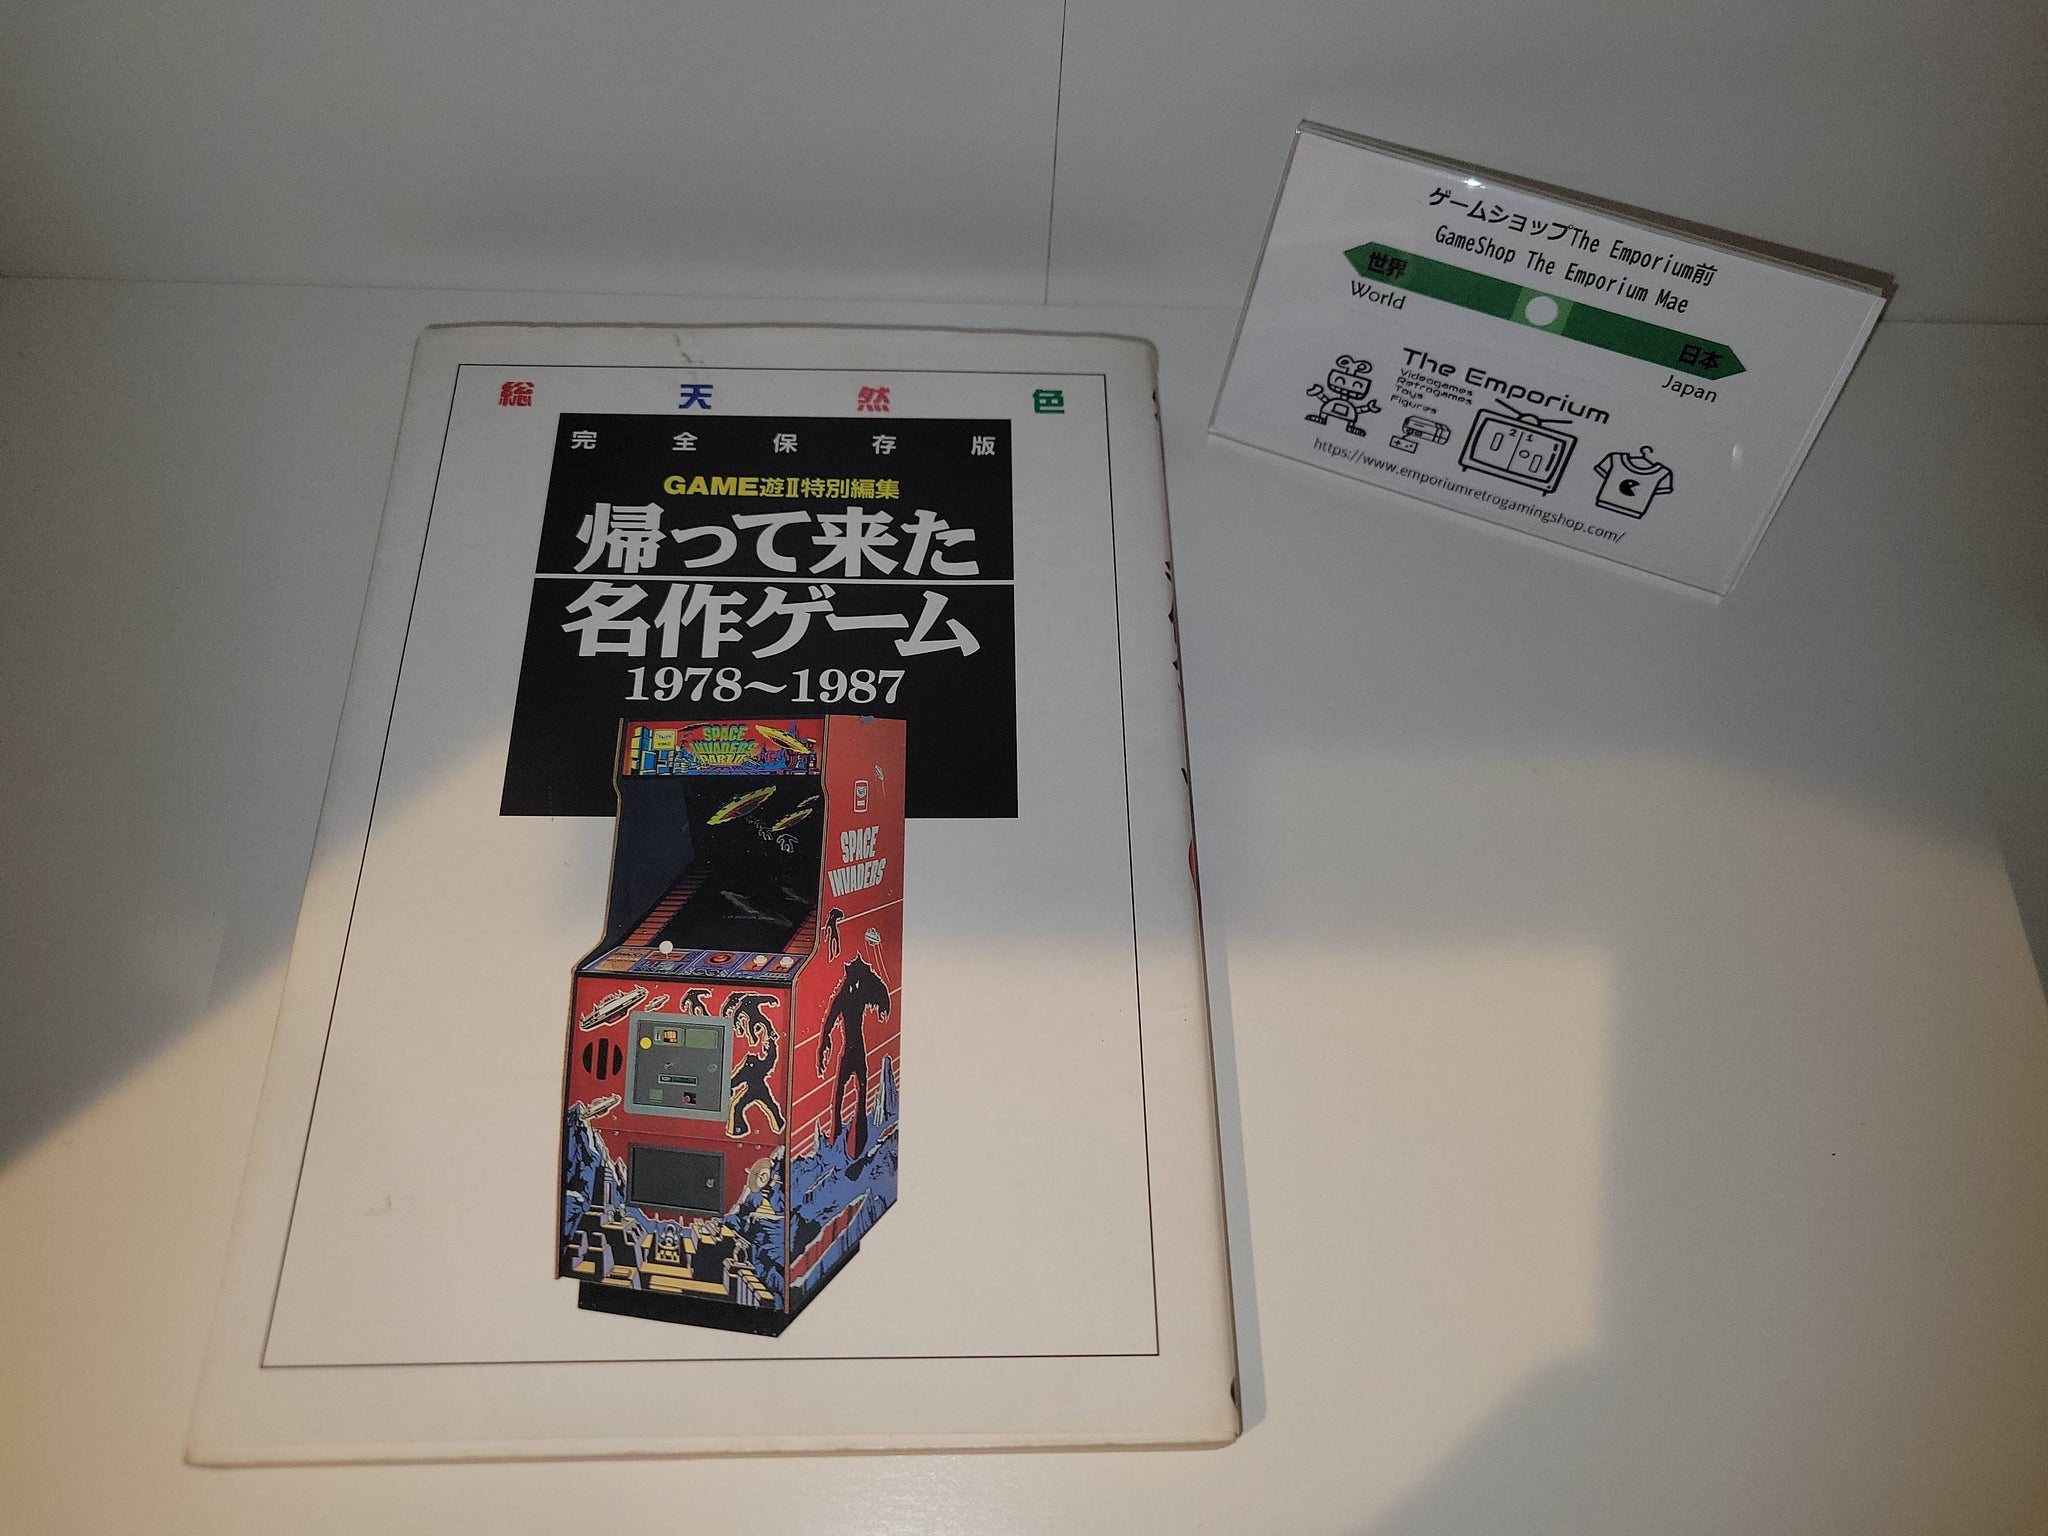 総天然色
完全保存版
GAME遊II特別編集
帰って来た
名作ゲーム
1978～1987
SPACE
INVADERS
PART II
SPACE
INVADERS
ゲームショップThe Emporium前
GameShop The Emporium Mae
世界
World
日本
Japan
The Emporium
Videogames
Retrogames
Toys
Figures
2 1
https://www.emporiumretrogamingshop.com/